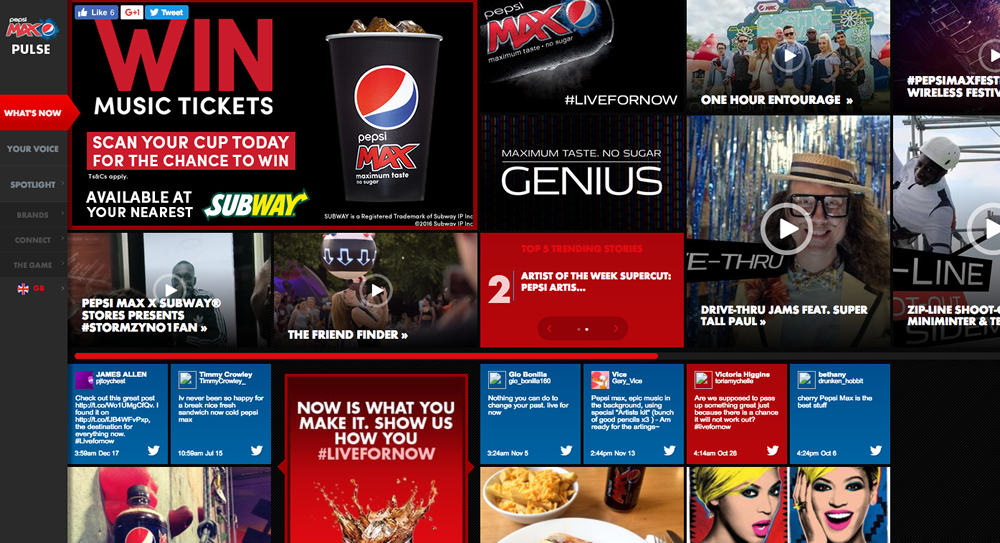 pepsi
MAX
PULSE
WHAT'S NOW
YOUR VOICE
SPOTLIGHT
BRANDS
CONNECT
THE GAME
GB
Like 6
G+1
Tweet
WIN
MUSIC TICKETS
SCAN YOUR CUP TODAY
FOR THE CHANCE TO WIN
Ts&Cs apply.
AVAILABLE AT
YOUR NEAREST
SUBWAY
pepsi
MAX
maximum taste
no sugar
SUBWAY is a Registered Trademark of Subway IP Inc
©2016 Subway IP Inc
pepsi
MAX
maximum taste • no sugar
#LIVEFORNOW
ONE HOUR ENTOURAGE »
#PEPSIMAXFEST
WIRELESS FESTIV
MAXIMUM TASTE. NO SUGAR
GENIUS
E-THRU
DRIVE-THRU JAMS FEAT. SUPER
TALL PAUL »
-LINE
OT-OUT
SIDE
ZIP-LINE SHOOT-O
MINIMINTER & TE
PEPSI MAX X SUBWAY®
STORES PRESENTS
#STORMZYNO1FAN »
THE FRIEND FINDER »
TOP 5 TRENDING STORIES
2
ARTIST OF THE WEEK SUPERCUT:
PEPSI ARTIS...
JAMES ALLEN
pjtoychest
Check out this great post
http://t.co/Wo1UMgCfQv. I
found it on
http://t.co/IJB4WFvPxp,
the destination for
everything now.
#Livefornow
3:59am Dec 17
Timmy Crowley
TimmyCrowley_
Iv never been so happy for
a break nice fresh
sandwich now cold pepsi
max
10:59am Jul 15
NOW IS WHAT YOU
MAKE IT. SHOW US
HOW YOU
#LIVEFORNOW
Gio Bonilla
gio_bonilla160
Nothing you can do to
change your past. live for
now
3:24am Nov 5
Vice
Gary_Vice
Pepsi max, epic music in
the background, using
special "Artists kit" (bunch
of good pencils x3 ) - Am
ready for the artings~
2:44pm Nov 13
Victoria Higgins
toriamychelle
Are we supposed to pass
up something great just
because there is a chance
it will not work out?
#livefornow
4:14am Oct 28
bethany
drunken_hobbit
cherry Pepsi Max is the
best stuff
4:24pm Oct 6